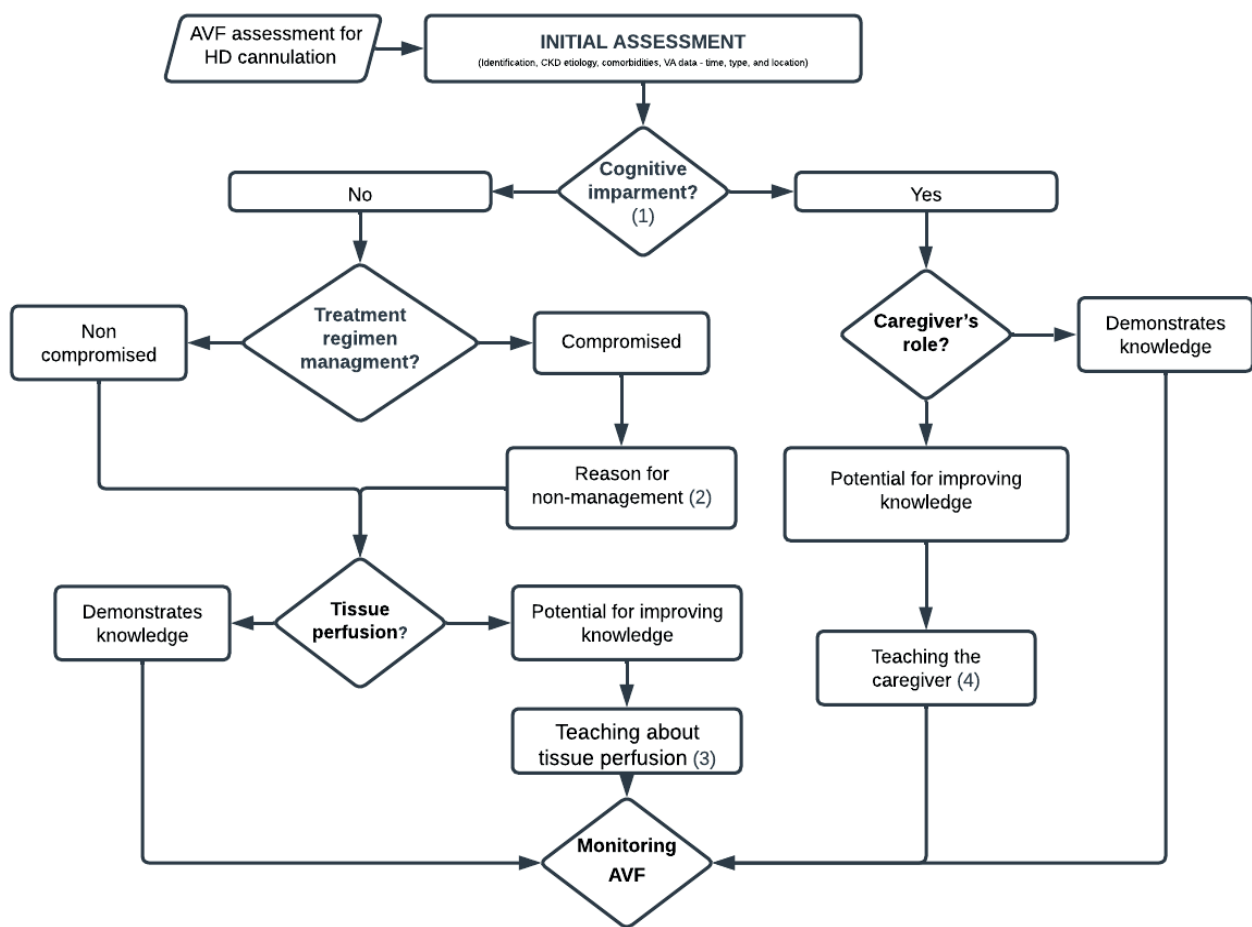 AVF assessment for
HD cannulation
INITIAL ASSESSMENT
(Identification, CKD etiology, comorbidities, VA data - time, type, and location)
Cognitive
imparment?
(1)
No
Yes
Treatment
regimen
managment?
Non
compromised
Compromised
Caregiver's
role?
Demonstrates
knowledge
Reason for
non-management (2)
Potential for improving
knowledge
Tissue
perfusion?
Demonstrates
knowledge
Potential for improving
knowledge
Teaching the
caregiver (4)
Teaching about
tissue perfusion (3)
Monitoring
AVF